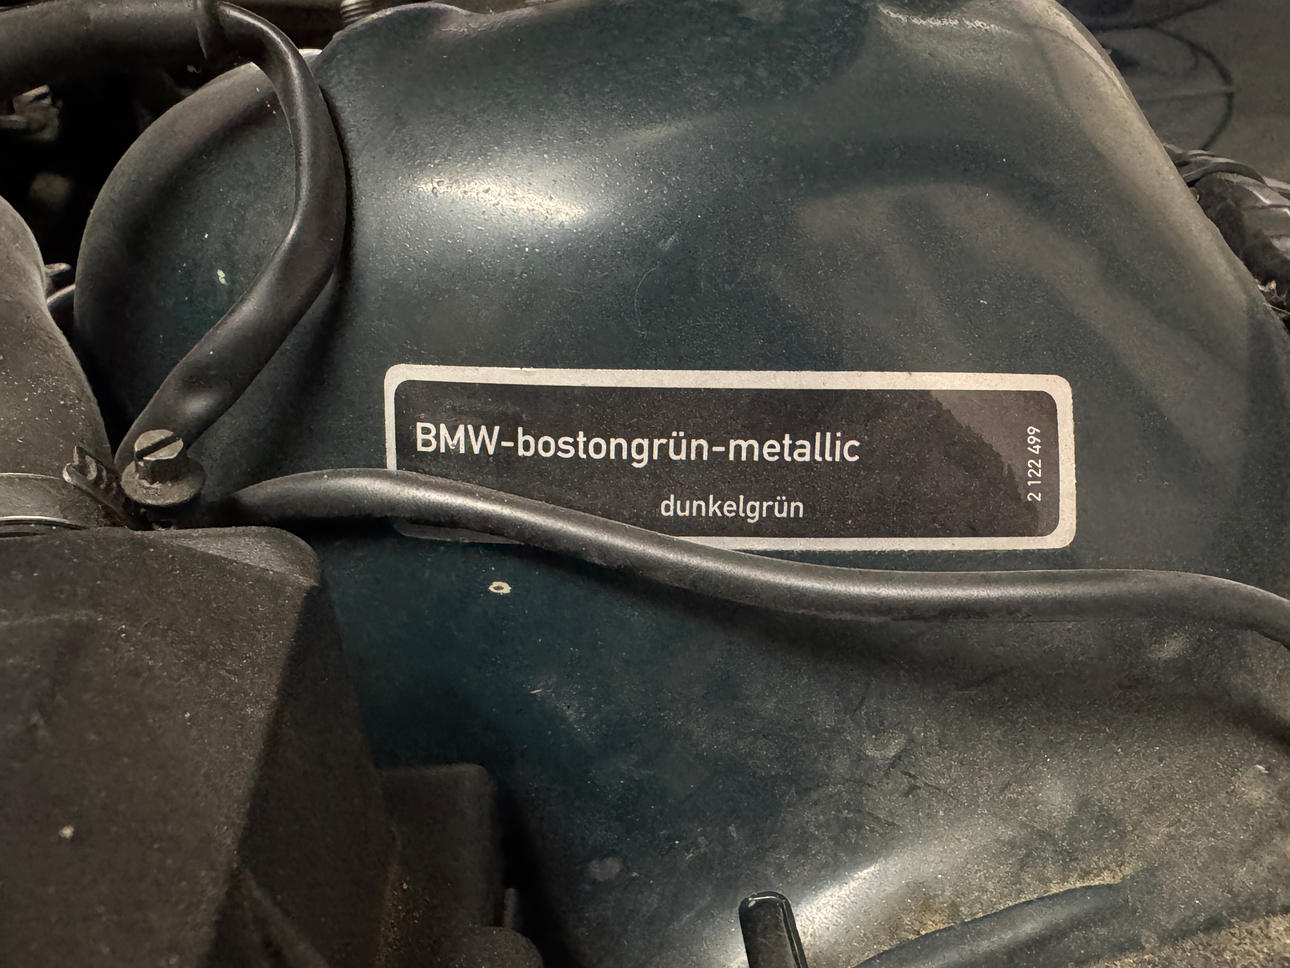 BMW-bostongrün-metallic
dunkelgrün
2 122 499